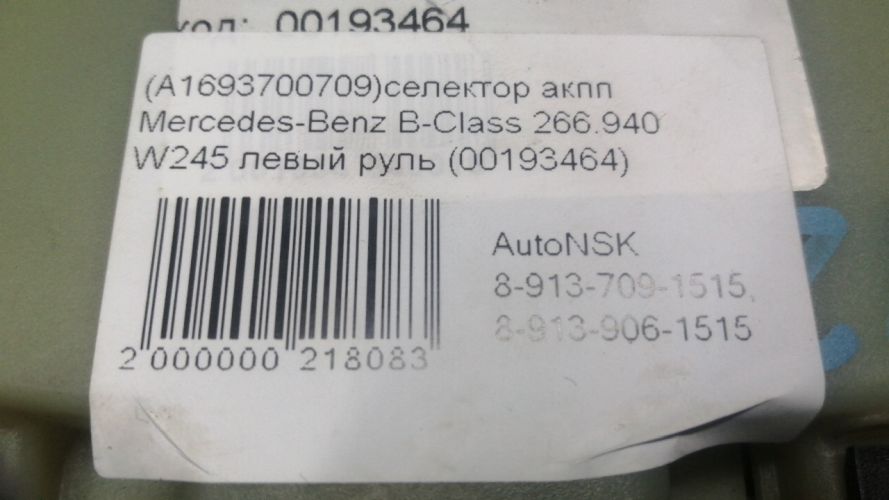 код: 00193464
(A1693700709)селектор акпп
Mercedes-Benz B-Class 266.940
W245 левый руль (00193464)
AutoNSK
8-913-709-1515,
8-913-906-1515
2 000000 218083